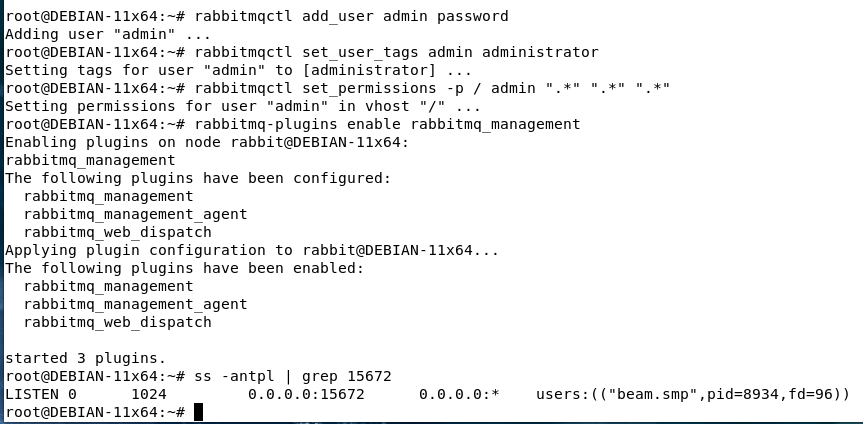 root@DEBIAN-11x64:~# rabbitmqctl add_user admin password
Adding user "admin" ...
root@DEBIAN-11x64:~# rabbitmqctl set_user_tags admin administrator
Setting tags for user "admin" to [administrator] ...
root@DEBIAN-11x64:~# rabbitmqctl set_permissions -p / admin ".*" ".*" ".*"
Setting permissions for user "admin" in vhost "/" ...
root@DEBIAN-11x64:~# rabbitmq-plugins enable rabbitmq_management
Enabling plugins on node rabbit@DEBIAN-11x64:
rabbitmq_management
The following plugins have been configured:
  rabbitmq_management
  rabbitmq_management_agent
  rabbitmq_web_dispatch
Applying plugin configuration to rabbit@DEBIAN-11x64...
The following plugins have been enabled:
  rabbitmq_management
  rabbitmq_management_agent
  rabbitmq_web_dispatch

started 3 plugins.
root@DEBIAN-11x64:~# ss -antpl | grep 15672
LISTEN 0      1024         0.0.0.0:15672      0.0.0.0:*    users:(("beam.smp",pid=8934,fd=96))
root@DEBIAN-11x64:~#